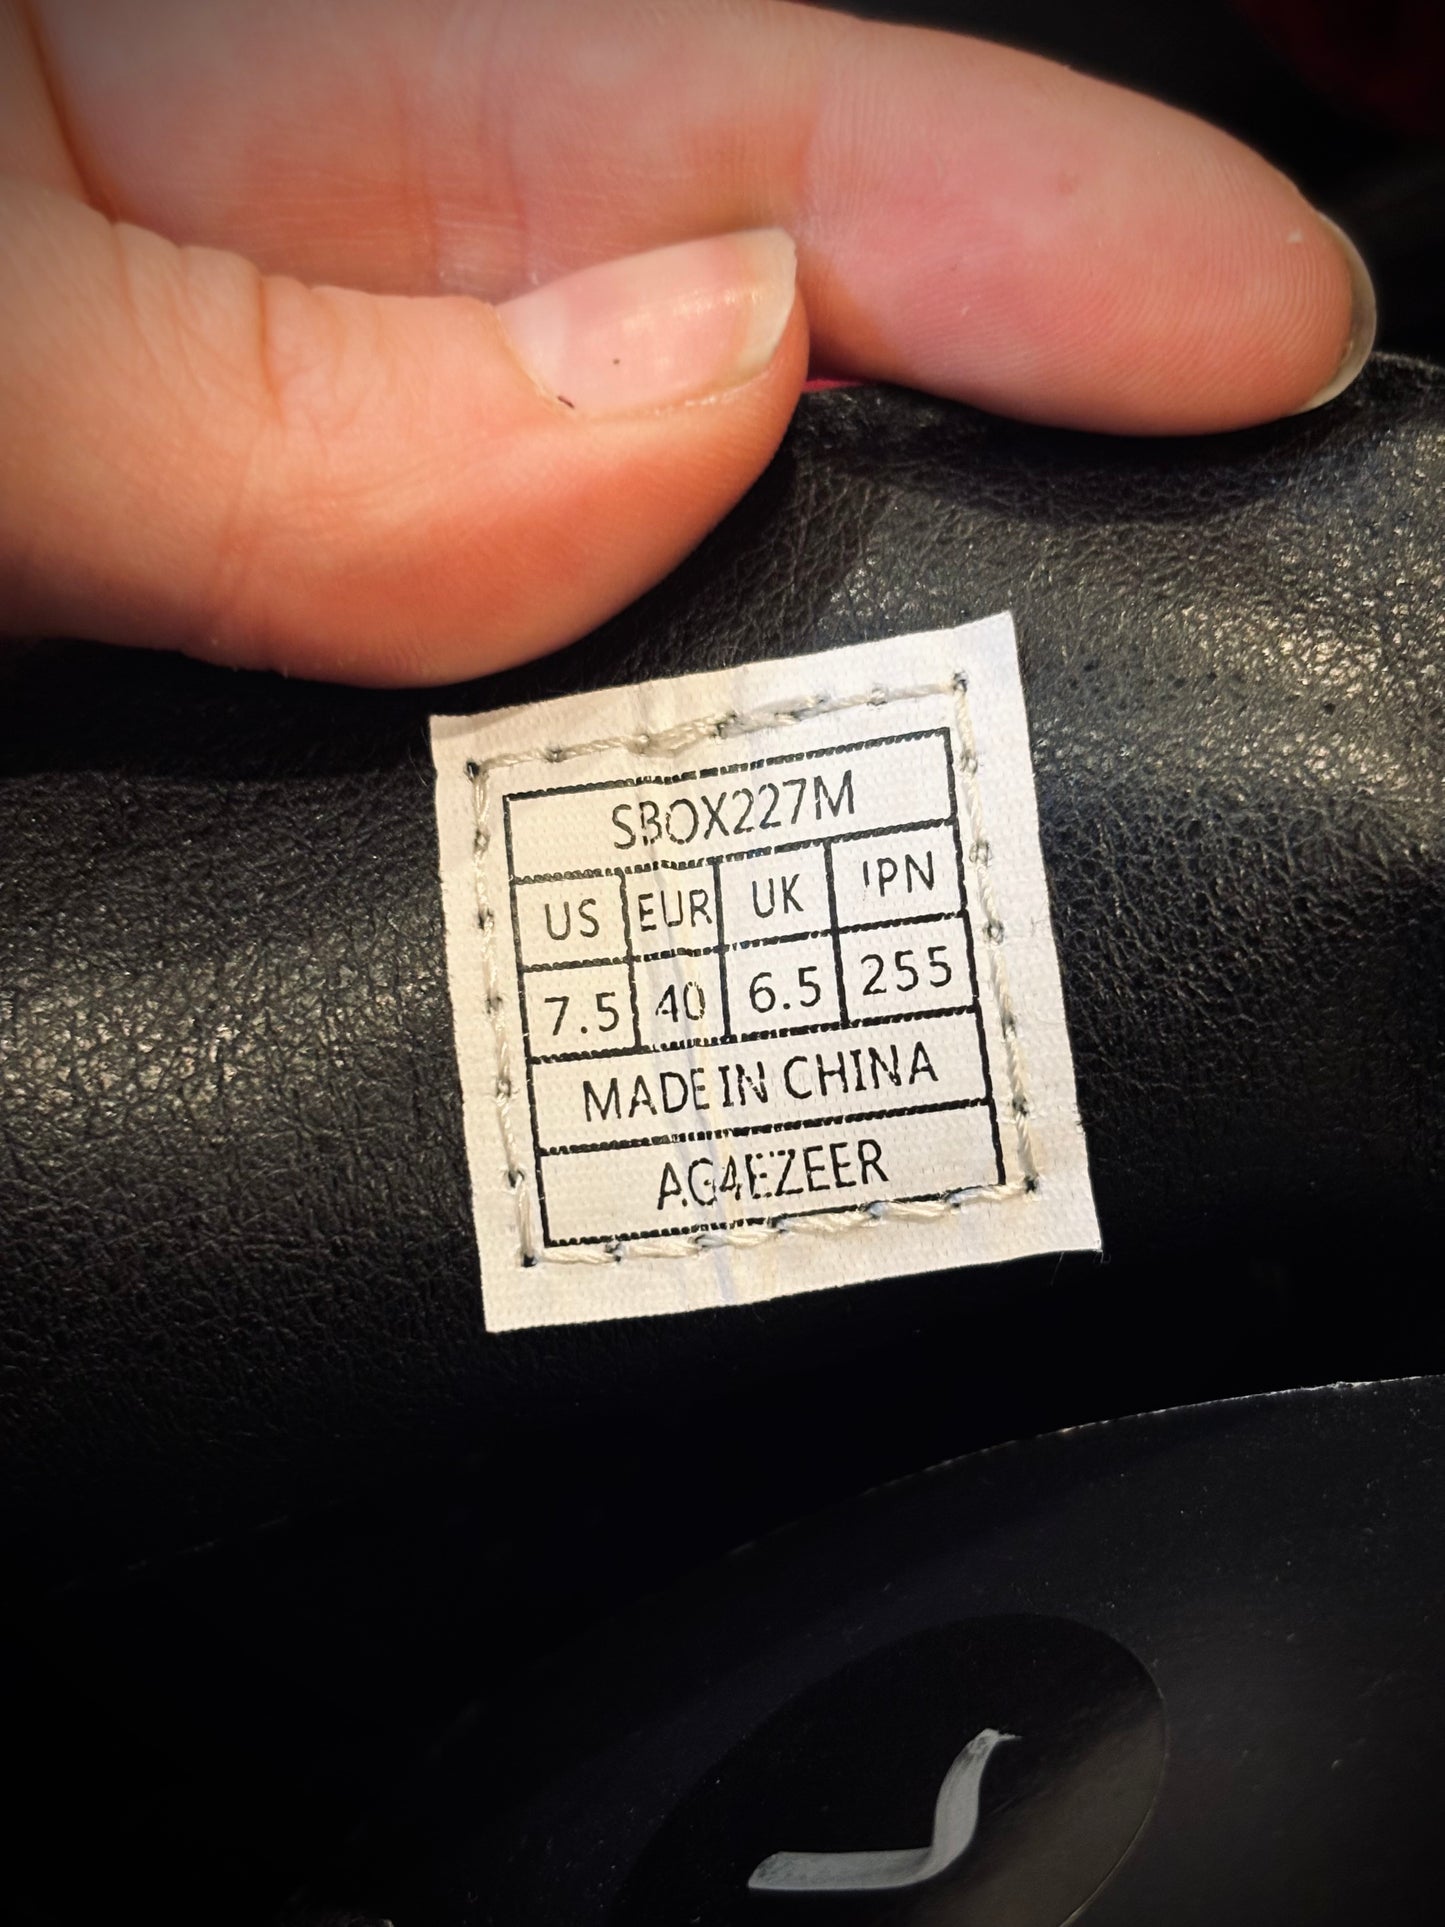 SBOX227M
US EUR UK JPN
7.5 40 6.5 255
MADE IN CHINA
AG4EZEER